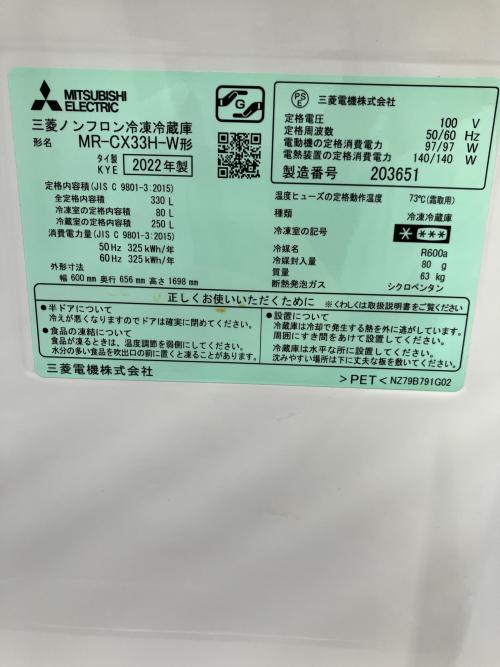 MITSUBISHI
ELECTRIC
三菱ノンフロン冷凍冷蔵庫
形名 MR-CX33H-W形
タイ製
KYE 2022年製
定格内容積(JIS C 9801-3:2015)
全定格内容積 330 L
冷凍室の定格内容積 80 L
冷蔵室の定格内容積 250 L
消費電力量(JIS C 9801-3:2015)
50Hz 325kWh/年
60Hz 325kWh/年
外形寸法
幅 600mm 奥行 656mm 高さ 1698mm
G
PS
E 三菱電機株式会社
定格電圧 100 V
定格周波数 50/60 Hz
電動機の定格消費電力 97/97 W
電熱装置の定格消費電力 140/140 W
製造番号 203651
温度ヒューズの定格動作温度 73℃(霜取用)
種類 冷凍冷蔵庫
冷凍室の記号 * ***
冷媒名 R600a
冷媒封入量 80 g
質量 63 kg
断熱発泡ガス シクロペンタン
正しくお使いいただくために ※くわしくは取扱説明書をご覧ください
●半ドアについて
冷えが悪くなりますのでドアは確実に閉めてください。
●食品の凍結について
食品が凍るときは、温度調節を弱側にしてください。
水分の多い食品を吹出口の前に置くと凍ることがあります。
●設置について
冷蔵庫は冷却で発生する熱を外に逃がしています。
周囲にすき間をあけて設置してください。
冷蔵庫は水平な所に設置してください。
沈みやすい場所は下に丈夫な板を敷いてください。
三菱電機株式会社
>PET< NZ79B791G02